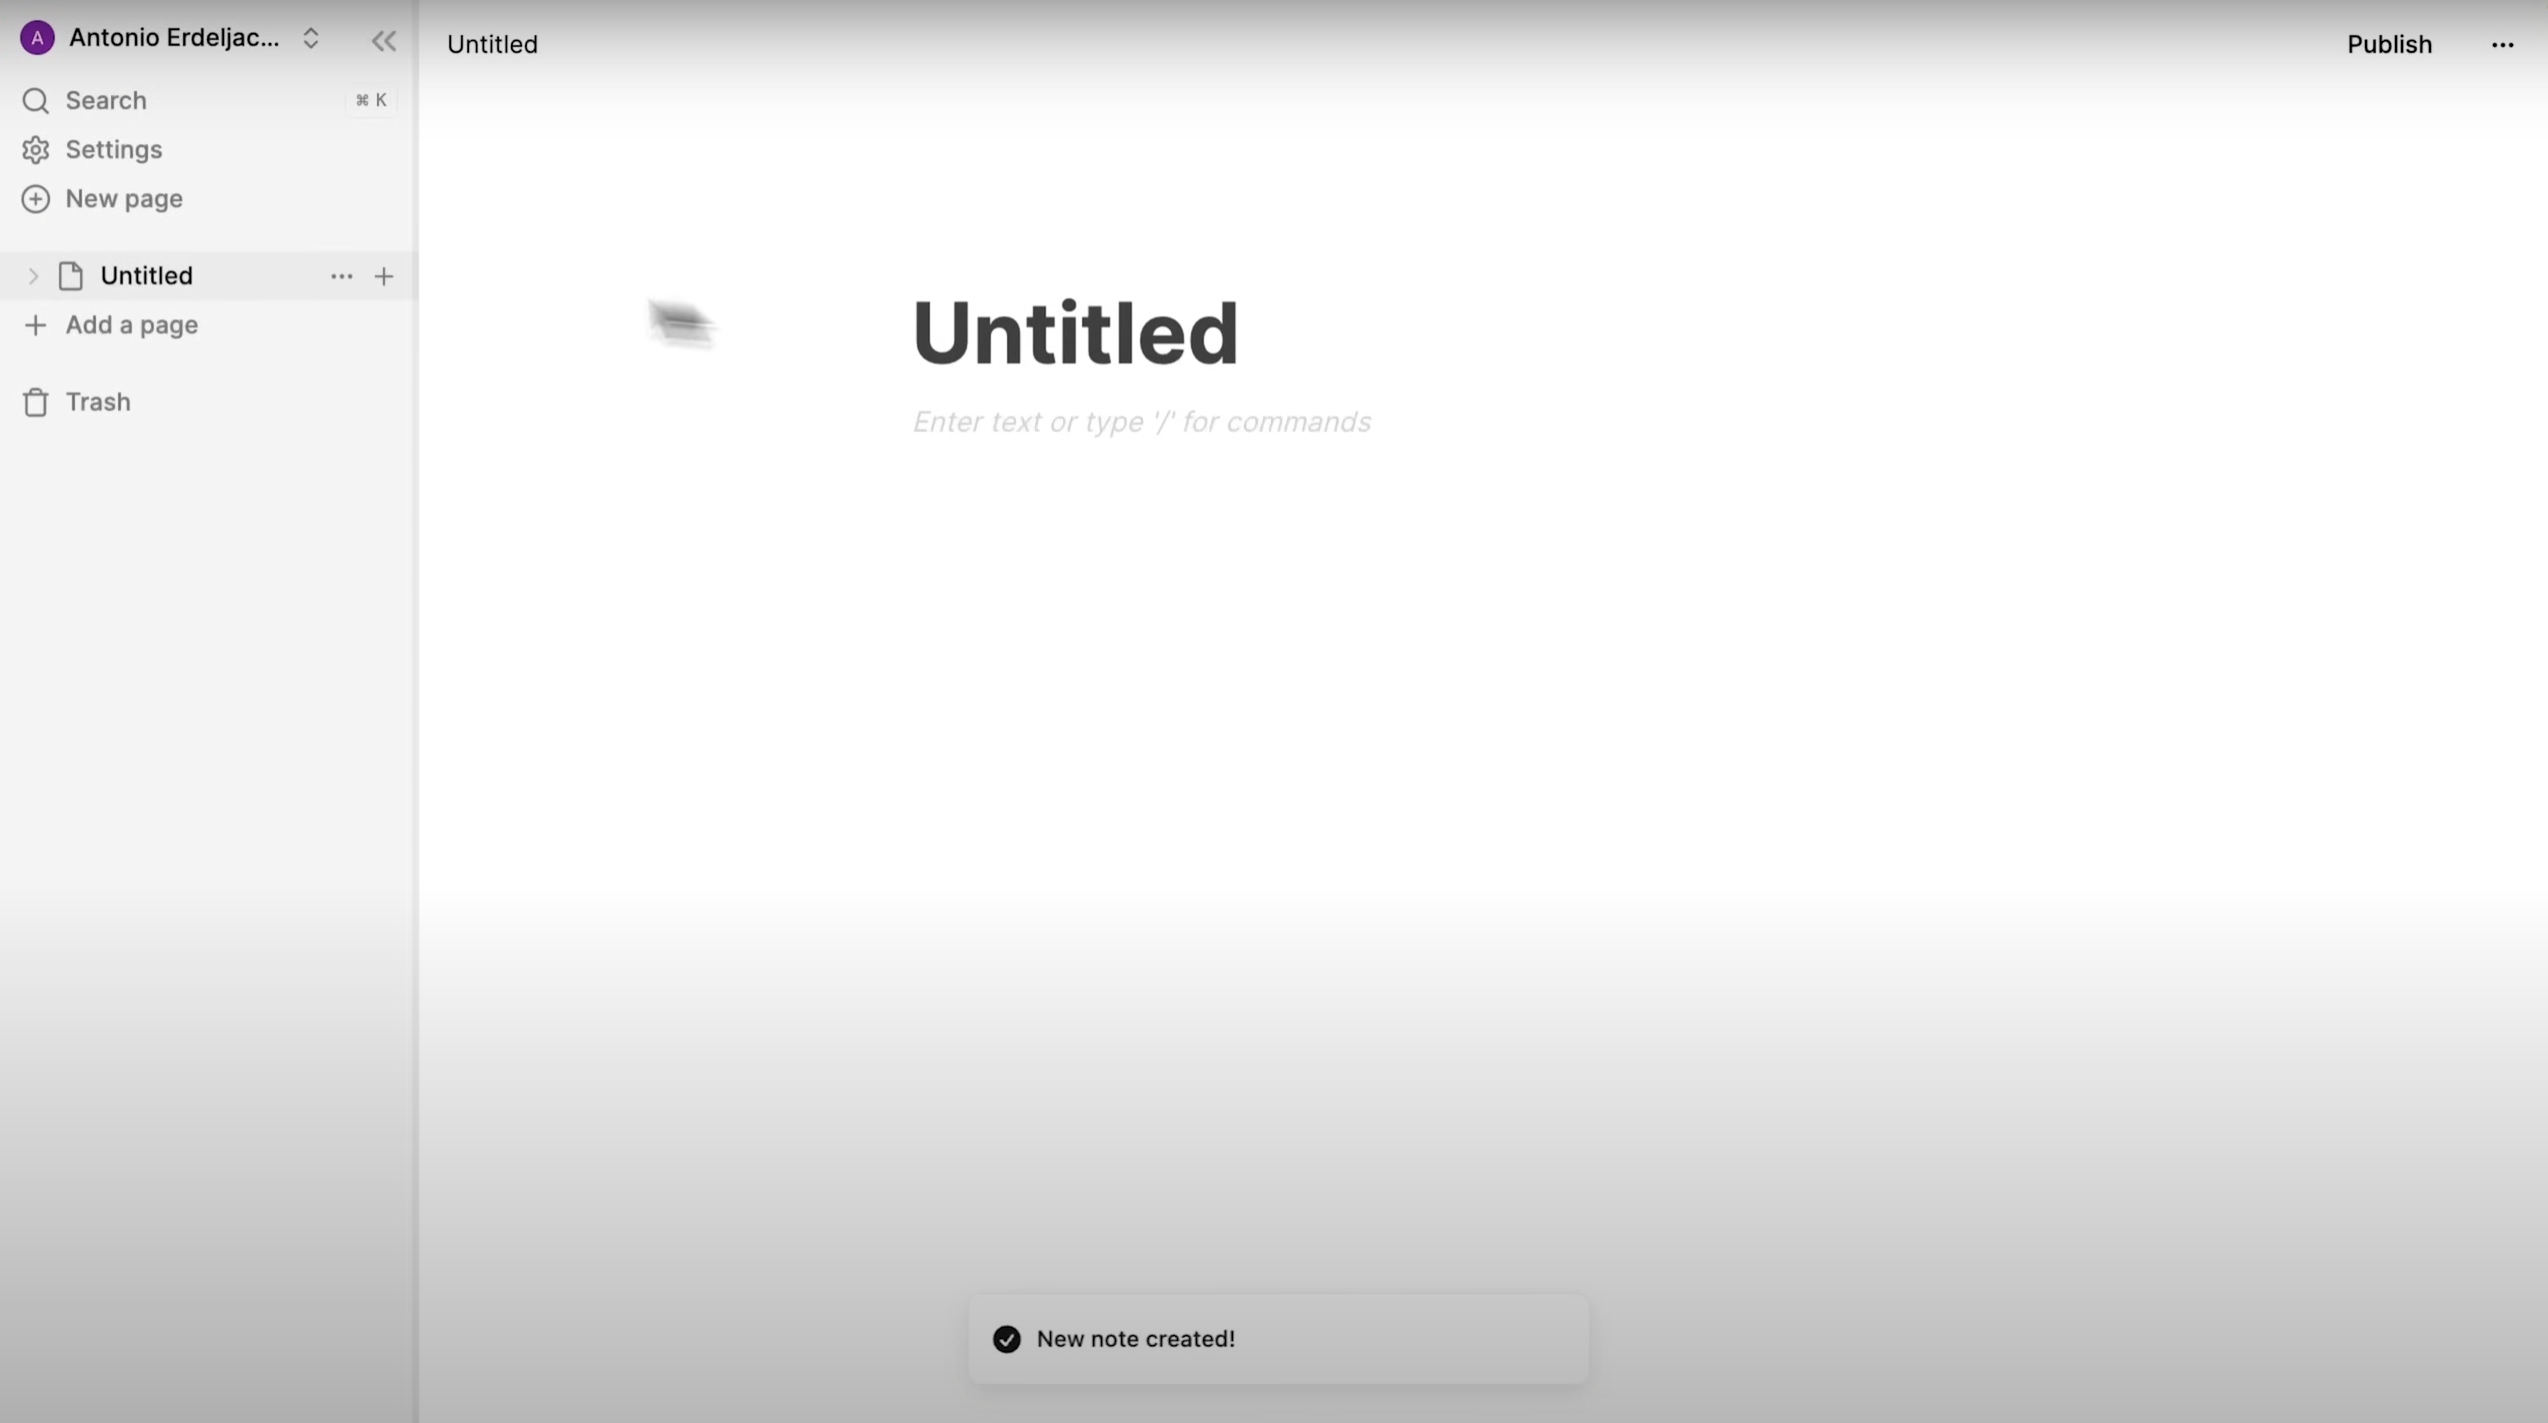 A Antonio Erdeljac...
Search ⌘ K
Settings
New page
Untitled
Add a page
Trash
Untitled
Publish
Untitled
Enter text or type '/' for commands
New note created!